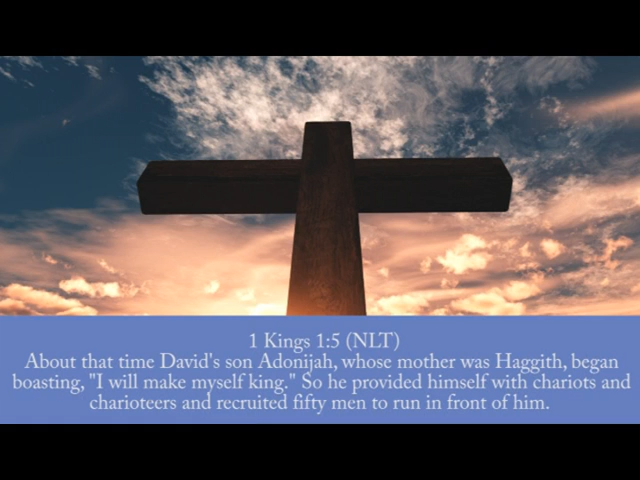 1 Kings 1:5 (NLT)
About that time David's son Adonijah, whose mother was Haggith, began
boasting, "I will make myself king." So he provided himself with chariots and
charioteers and recruited fifty men to run in front of him.